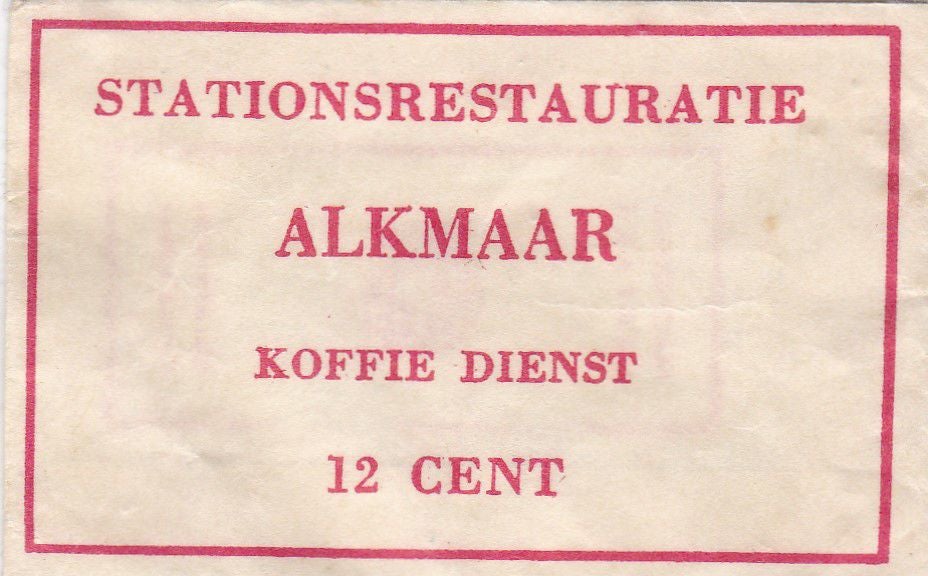 STATIONSRESTAURATIE
ALKMAAR
KOFFIE DIENST
12 CENT